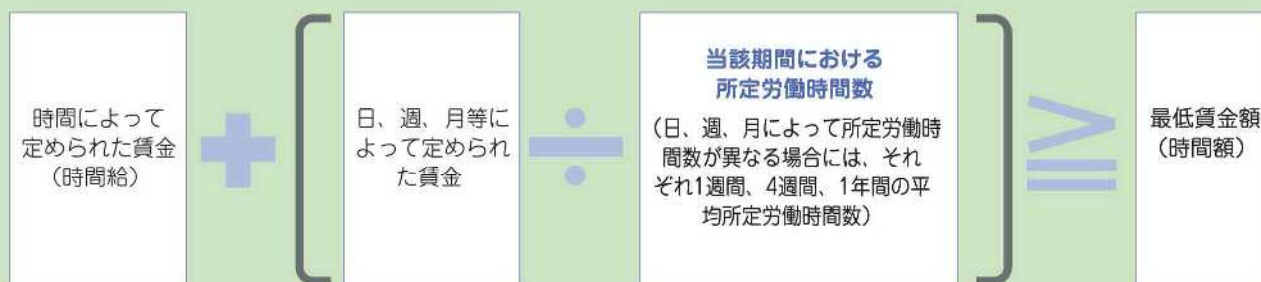 時間によって
定められた賃金
（時間給）
＋
日、週、月等に
よって定められ
た賃金
÷
当該期間における
所定労働時間数
（日、週、月によって所定労働時
間数が異なる場合には、それ
ぞれ1週間、4週間、1年間の平
均所定労働時間数）
≧
最低賃金額
（時間額）